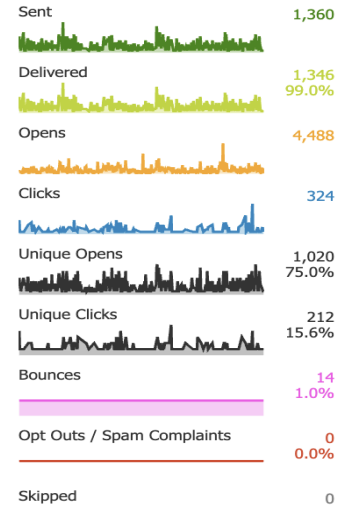 Sent 1,360
Delivered 1,346
99.0%
Opens 4,488
Clicks 324
Unique Opens 1,020
75.0%
Unique Clicks 212
15.6%
Bounces 14
1.0%
Opt Outs / Spam Complaints 0
0.0%
Skipped 0